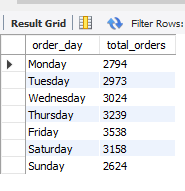 Result Grid Filter Rows:
order_day total_orders
Monday 2794
Tuesday 2973
Wednesday 3024
Thursday 3239
Friday 3538
Saturday 3158
Sunday 2624